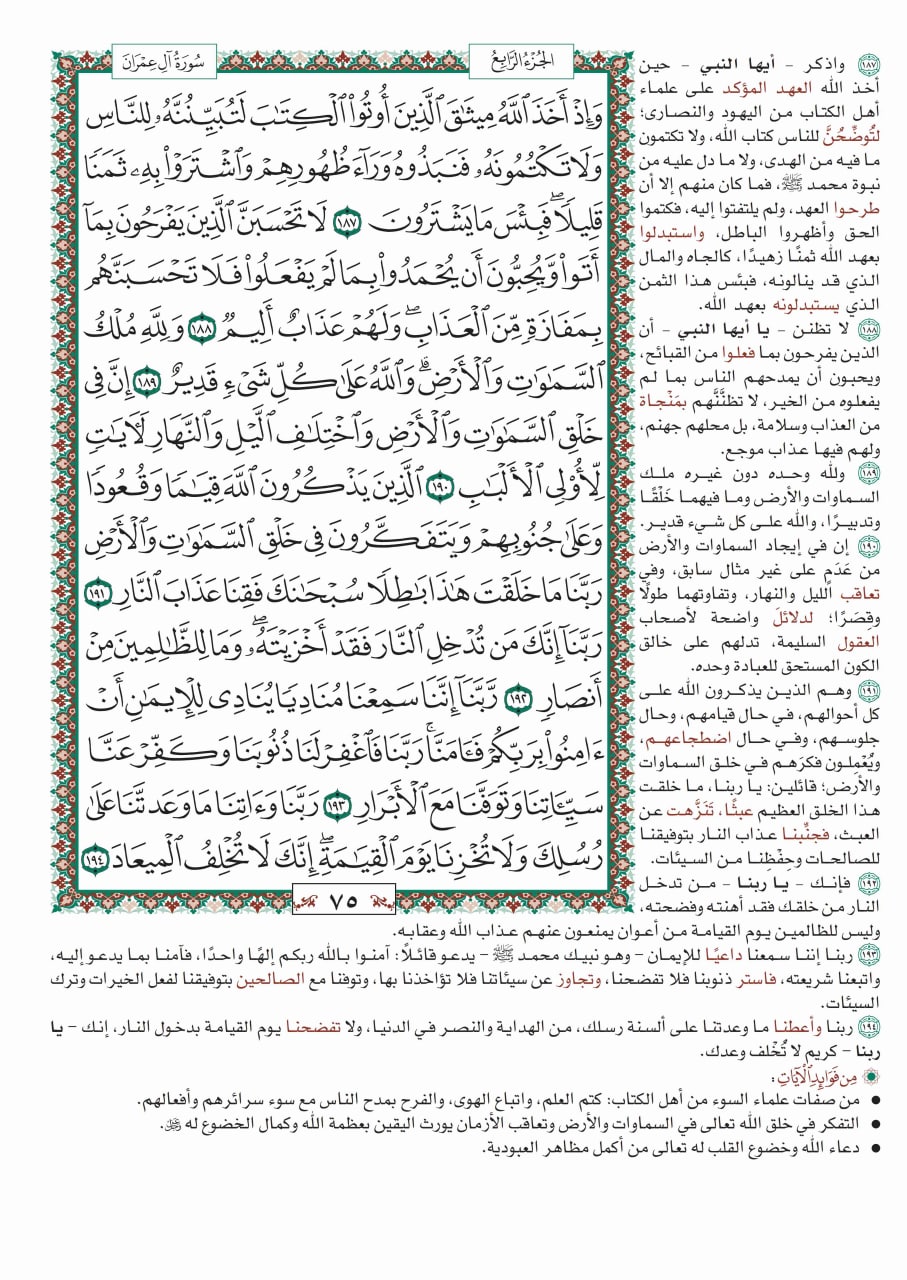 سُورَةُ آلِ عِمْرَانَ
الجُزْءُ الرَّابِعُ
وَإِذْ أَخَذَ ٱللَّهُ مِيثَٰقَ ٱلَّذِينَ أُوتُوا۟ ٱلْكِتَٰبَ لَتُبَيِّنُنَّهُۥ لِلنَّاسِ
وَلَا تَكْتُمُونَهُۥ فَنَبَذُوهُ وَرَآءَ ظُهُورِهِمْ وَٱشْتَرَوْا۟ بِهِۦ ثَمَنًا
قَلِيلًا ۖ فَبِئْسَ مَا يَشْتَرُونَ ١٨٧ لَا تَحْسَبَنَّ ٱلَّذِينَ يَفْرَحُونَ بِمَآ
أَتَوا۟ وَّيُحِبُّونَ أَن يُحْمَدُوا۟ بِمَا لَمْ يَفْعَلُوا۟ فَلَا تَحْسَبَنَّهُم
بِمَفَازَةٍ مِّنَ ٱلْعَذَابِ ۖ وَلَهُمْ عَذَابٌ أَلِيمٌ ١٨٨ وَلِلَّهِ مُلْكُ
ٱلسَّمَٰوَٰتِ وَٱلْأَرْضِ ۗ وَٱللَّهُ عَلَىٰ كُلِّ شَىْءٍ قَدِيرٌ ١٨٩ إِنَّ فِى
خَلْقِ ٱلسَّمَٰوَٰتِ وَٱلْأَرْضِ وَٱخْتِلَٰفِ ٱلَّيْلِ وَٱلنَّهَارِ لَءَايَٰتٍ
لِّأُو۟لِى ٱلْأَلْبَٰبِ ١٩٠ ٱلَّذِينَ يَذْكُرُونَ ٱللَّهَ قِيَٰمًا وَقُعُودًا
وَعَلَىٰ جُنُوبِهِمْ وَيَتَفَكَّرُونَ فِى خَلْقِ ٱلسَّمَٰوَٰتِ وَٱلْأَرْضِ
رَبَّنَا مَا خَلَقْتَ هَٰذَا بَٰطِلًا سُبْحَٰنَكَ فَقِنَا عَذَابَ ٱلنَّارِ ١٩١
رَبَّنَآ إِنَّكَ مَن تُدْخِلِ ٱلنَّارَ فَقَدْ أَخْزَيْتَهُۥ ۖ وَمَا لِلظَّٰلِمِينَ مِنْ
أَنصَارٍ ١٩٢ رَّبَّنَآ إِنَّنَا سَمِعْنَا مُنَادِيًا يُنَادِى لِلْإِيمَٰنِ أَنْ
ءَامِنُوا۟ بِرَبِّكُمْ فَـَٔامَنَّا ۚ رَبَّنَا فَٱغْفِرْ لَنَا ذُنُوبَنَا وَكَفِّرْ عَنَّا
سَيِّـَٔاتِنَا وَتَوَفَّنَا مَعَ ٱلْأَبْرَارِ ١٩٣ رَبَّنَا وَءَاتِنَا مَا وَعَدتَّنَا عَلَىٰ
رُسُلِكَ وَلَا تُخْزِنَا يَوْمَ ٱلْقِيَٰمَةِ ۗ إِنَّكَ لَا تُخْلِفُ ٱلْمِيعَادَ ١٩٤
٧٥
١٨٧ واذكر - أيها النبي - حين
أخذ الله العهد المؤكد على علماء
أهل الكتاب من اليهود والنصارى؛
لتُوضِّحُنَّ للناس كتاب الله، ولا تكتمون
ما فيه من الهدى، ولا ما دل عليه من
نبوة محمد ﷺ، فما كان منهم إلا أن
طرحوا العهد، ولم يلتفتوا إليه، فكتموا
الحق وأظهروا الباطل، واستبدلوا
بعهد الله ثمنًا زهيدًا، كالجاه والمال
الذي قد ينالونه، فبئس هذا الثمن
الذي يستبدلونه بعهد الله.
١٨٨ لا تظنن - يا أيها النبي - أن
الذين يفرحون بما فعلوا من القبائح،
ويحبون أن يمدحهم الناس بما لم
يفعلوه من الخير، لا تظنَّنَّهم بمَنْجاة
من العذاب وسلامة، بل محلهم جهنم،
ولهم فيها عذاب موجع.
١٨٩ ولله وحده دون غيره ملك
السماوات والأرض وما فيهما خَلْقًا
وتدبيرًا، والله على كل شيء قدير.
١٩٠ إن في إيجاد السماوات والأرض
من عَدَم على غير مثال سابق، وفي
تعاقب الليل والنهار، وتفاوتهما طولًا
وقِصَرًا؛ لدلائلَ واضحة لأصحاب
العقول السليمة، تدلهم على خالق
الكون المستحق للعبادة وحده.
١٩١ وهم الذين يذكرون الله على
كل أحوالهم، في حال قيامهم، وحال
جلوسهم، وفي حال اضطجاعهم،
ويُعْملون فكرَهم في خلق السماوات
والأرض؛ قائلين: يا ربنا، ما خلقت
هذا الخلق العظيم عبثًا، تَنَزَّهت عن
العبث، فجنِّبنا عذاب النار بتوفيقنا
للصالحات وحِفْظِنا من السيئات.
١٩٢ فإنك - يا ربنا - من تدخل
النار من خلقك فقد أهنته وفضحته،
وليس للظالمين يوم القيامة من أعوان يمنعون عنهم عذاب الله وعقابه.
١٩٣ ربنا إننا سمعنا داعيًا للإيمان - وهو نبيك محمد ﷺ - يدعو قائلًا: آمنوا بالله ربكم إلهًا واحدًا، فآمنا بما يدعو إليه،
واتبعنا شريعته، فاستر ذنوبنا فلا تفضحنا، وتجاوز عن سيئاتنا فلا تؤاخذنا بها، وتوفنا مع الصالحين بتوفيقنا لفعل الخيرات وترك
السيئات.
١٩٤ ربنا وأعطنا ما وعدتنا على ألسنة رسلك، من الهداية والنصر في الدنيا، ولا تفضحنا يوم القيامة بدخول النار، إنك - يا
ربنا - كريم لا تُخْلف وعدك.
مِن فَوَائِدِ ٱلْآيَاتِ:
• من صفات علماء السوء من أهل الكتاب: كتم العلم، واتباع الهوى، والفرح بمدح الناس مع سوء سرائرهم وأفعالهم.
• التفكر في خلق الله تعالى في السماوات والأرض وتعاقب الأزمان يورث اليقين بعظمة الله وكمال الخضوع له ﷻ.
• دعاء الله وخضوع القلب له تعالى من أكمل مظاهر العبودية.